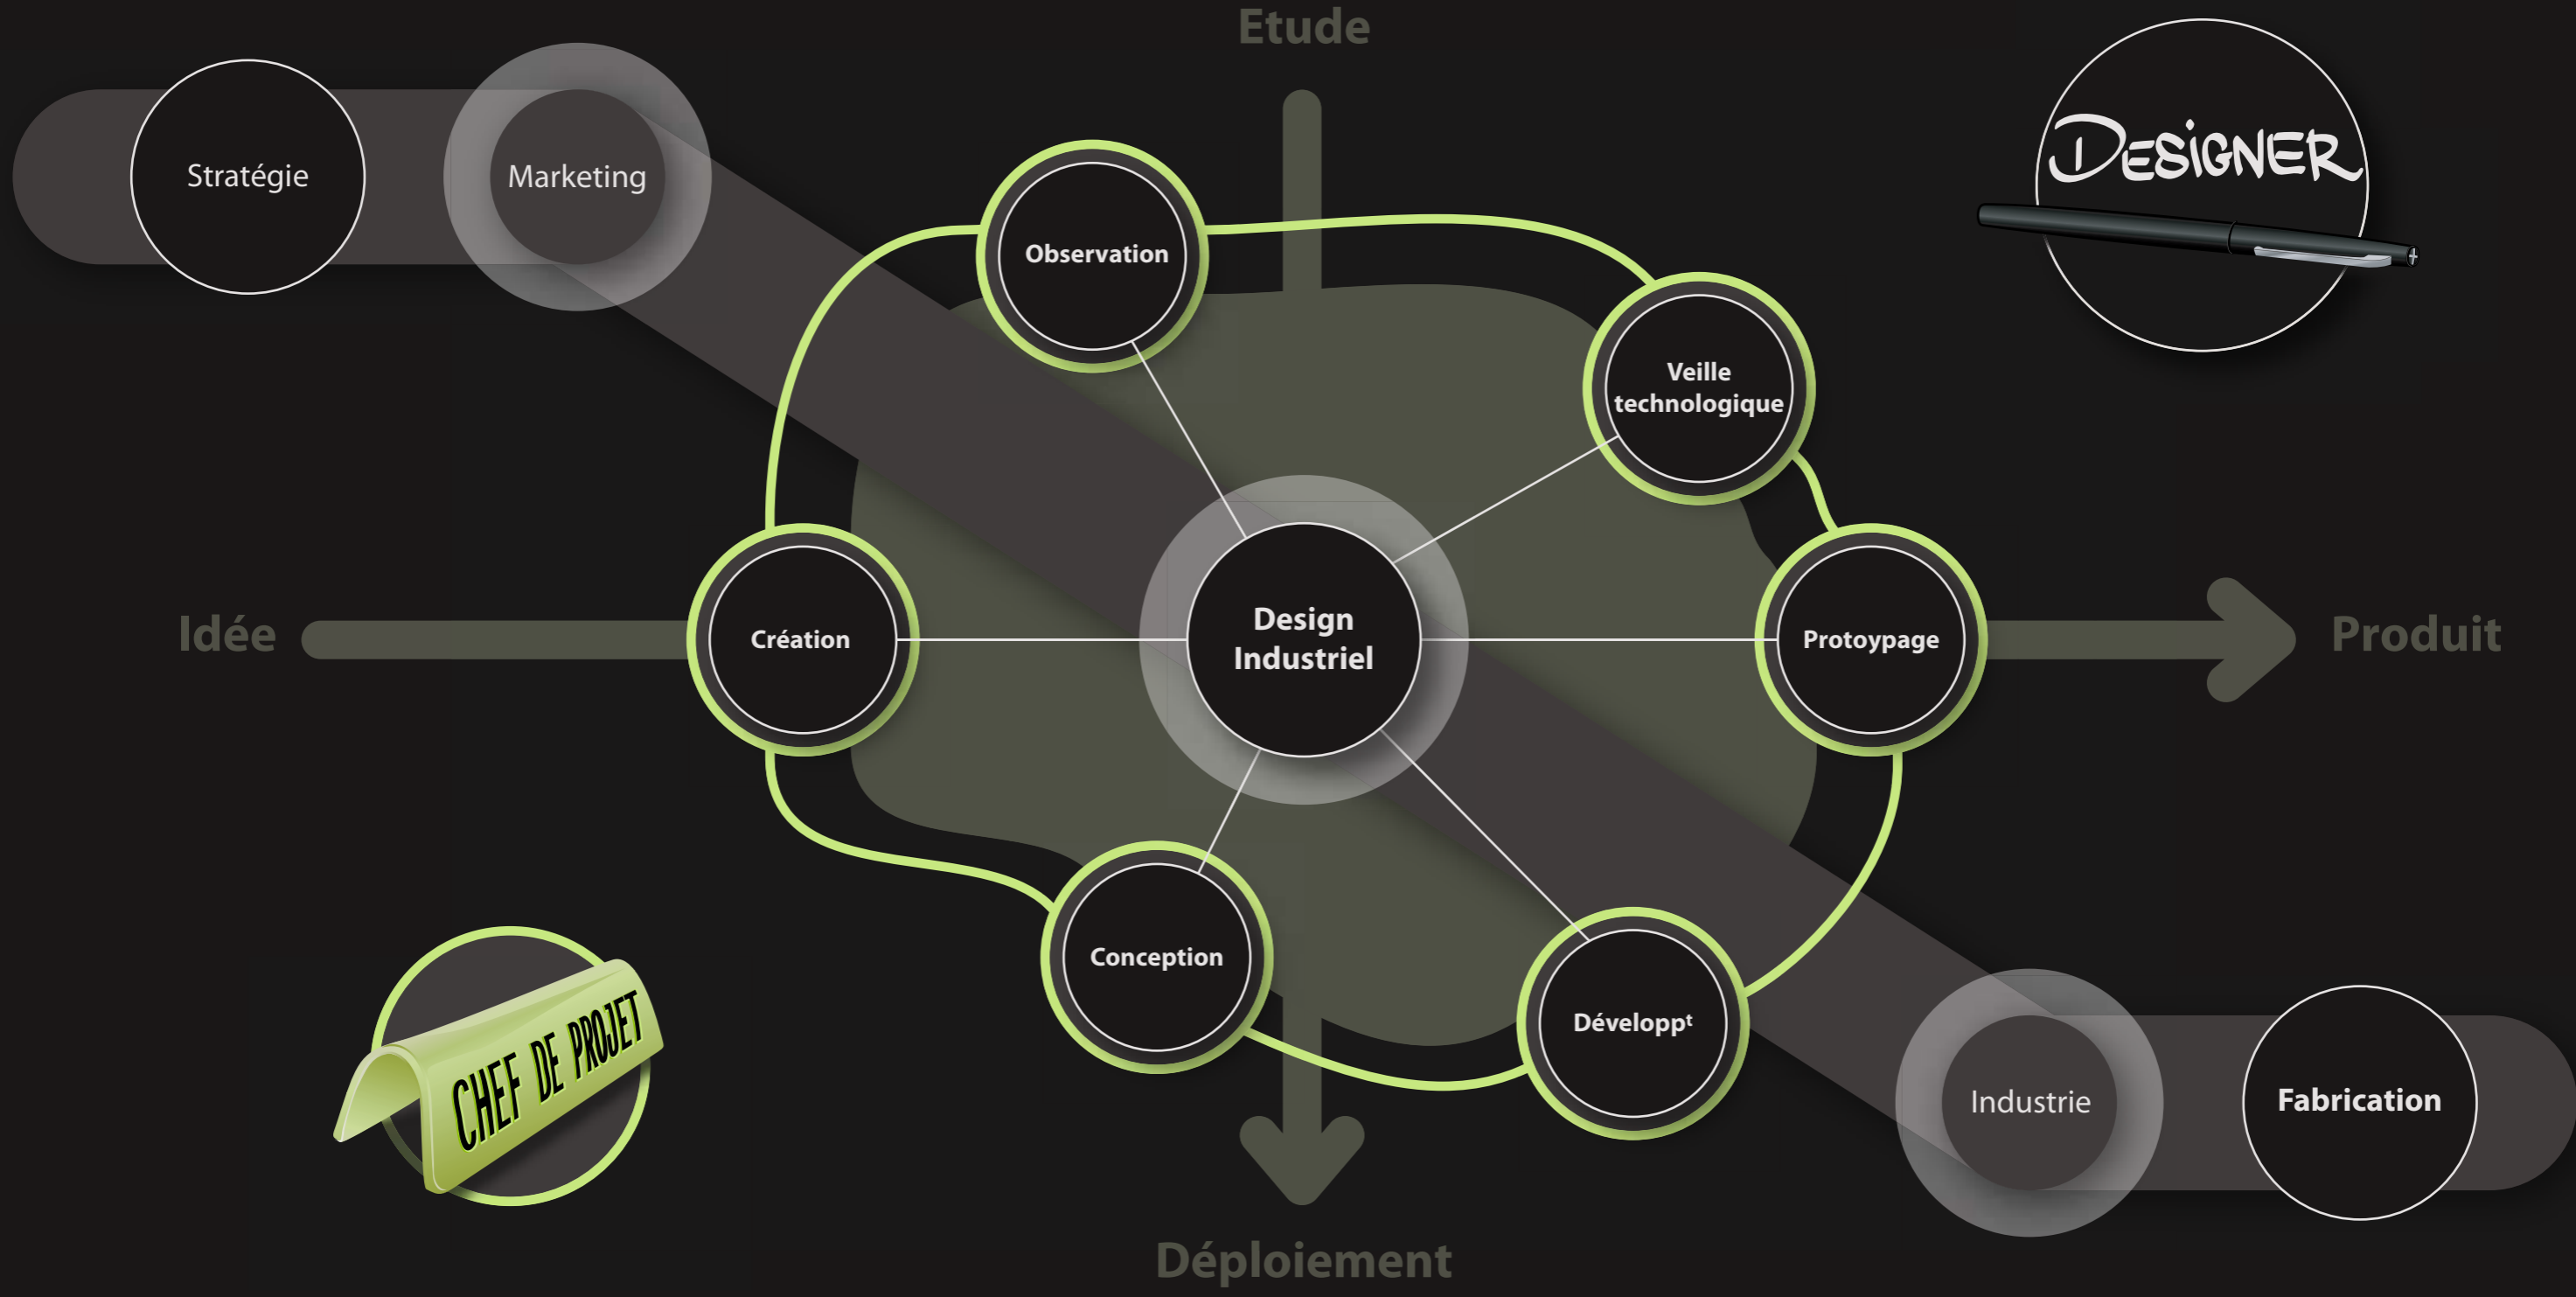 Etude
Stratégie
Marketing
DESIGNER
Observation
Veille
technologique
Idée
Création
Design
Industriel
Protoypage
Produit
Conception
Développt
CHEF DE PROJET
Industrie
Fabrication
Déploiement